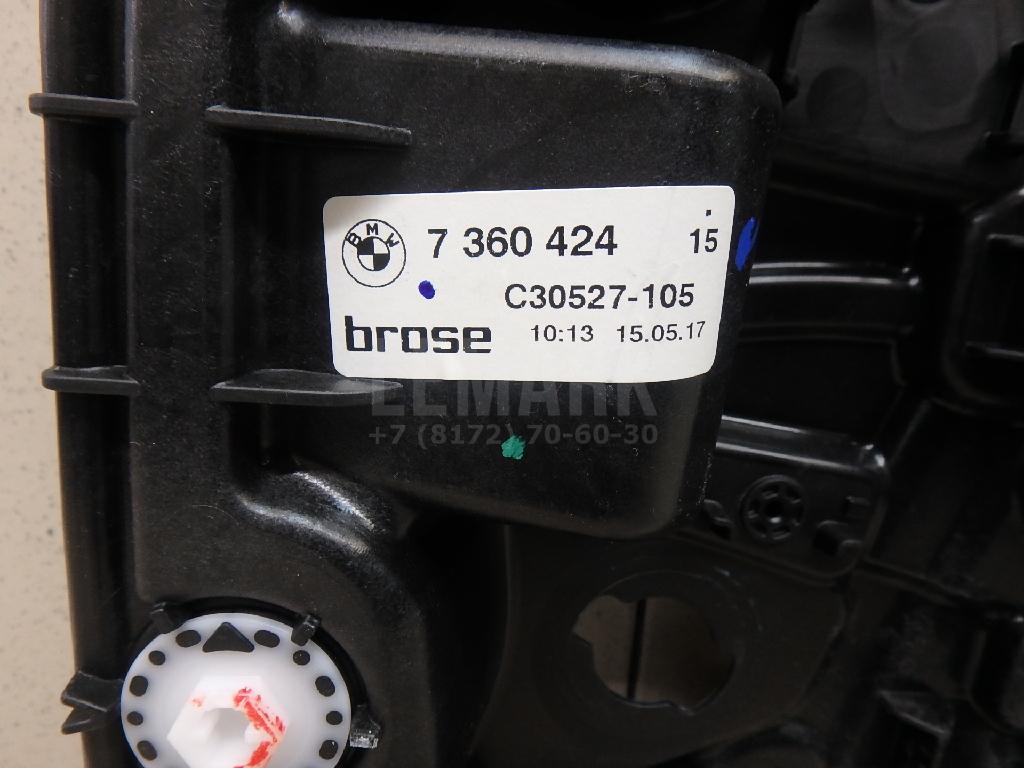 BMW 7 360 424 15
C30527-105
brose 10:13 15.05.17
LEMARK
+7 (8172) 70-60-30